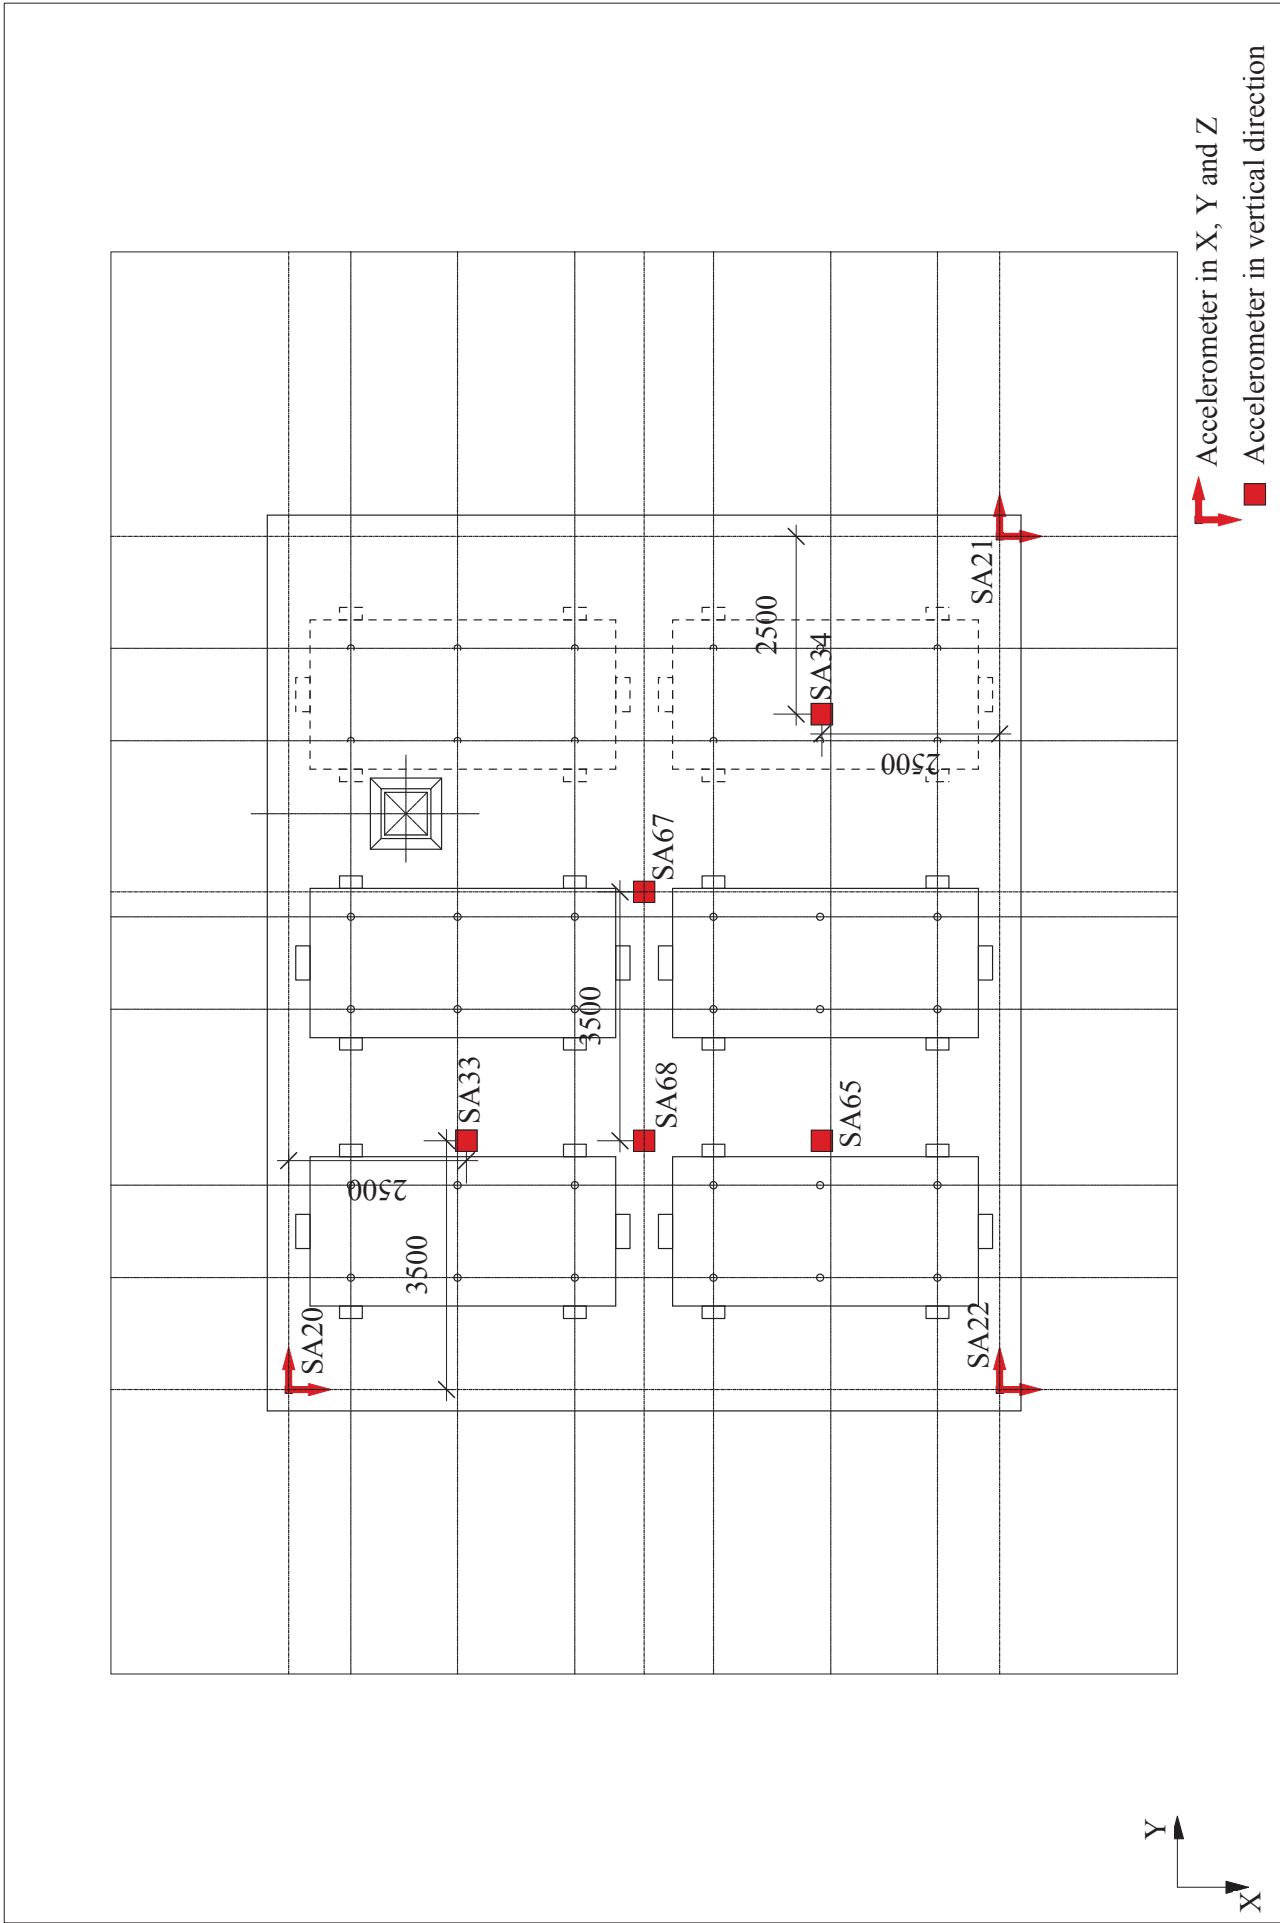 SA20
SA33
2500
3500
SA68
3500
SA67
SA65
SA22
2500
SA34
2500
SA21
Accelerometer in X, Y and Z
Accelerometer in vertical direction
Y
X